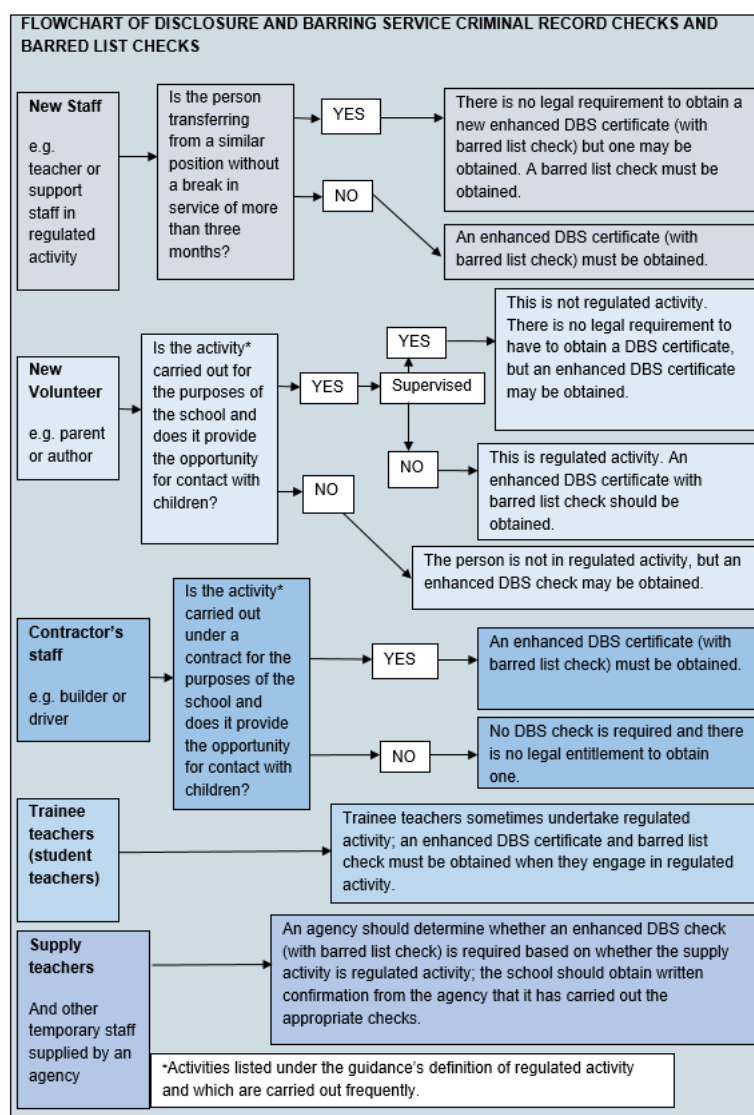 FLOWCHART OF DISCLOSURE AND BARRING SERVICE CRIMINAL RECORD CHECKS AND
BARRED LIST CHECKS
New Staff
e.g.
teacher or
support
staff in
regulated
activity
Is the person
transferring
from a similar
position without
a break in
service of more
than three
months?
YES
There is no legal requirement to obtain a
new enhanced DBS certificate (with
barred list check) but one may be
obtained. A barred list check must be
obtained.
NO
An enhanced DBS certificate (with
barred list check) must be obtained.
New
Volunteer
e.g. parent
or author
Is the activity*
carried out for
the purposes of
the school and
does it provide
the opportunity
for contact with
children?
YES
Supervised
YES
This is not regulated activity.
There is no legal requirement to
have to obtain a DBS certificate,
but an enhanced DBS certificate
may be obtained.
NO
This is regulated activity. An
enhanced DBS certificate with
barred list check should be
obtained.
NO
The person is not in regulated activity, but an
enhanced DBS check may be obtained.
Contractor's
staff
e.g. builder or
driver
Is the activity*
carried out
under a
contract for the
purposes of the
school and
does it provide
the opportunity
for contact with
children?
YES
An enhanced DBS certificate (with
barred list check) must be obtained.
NO
No DBS check is required and there
is no legal entitlement to obtain
one.
Trainee
teachers
(student
teachers)
Trainee teachers sometimes undertake regulated
activity; an enhanced DBS certificate and barred list
check must be obtained when they engage in regulated
activity.
Supply
teachers
And other
temporary staff
supplied by an
agency
An agency should determine whether an enhanced DBS check
(with barred list check) is required based on whether the supply
activity is regulated activity; the school should obtain written
confirmation from the agency that it has carried out the
appropriate checks.
*Activities listed under the guidance's definition of regulated activity
and which are carried out frequently.